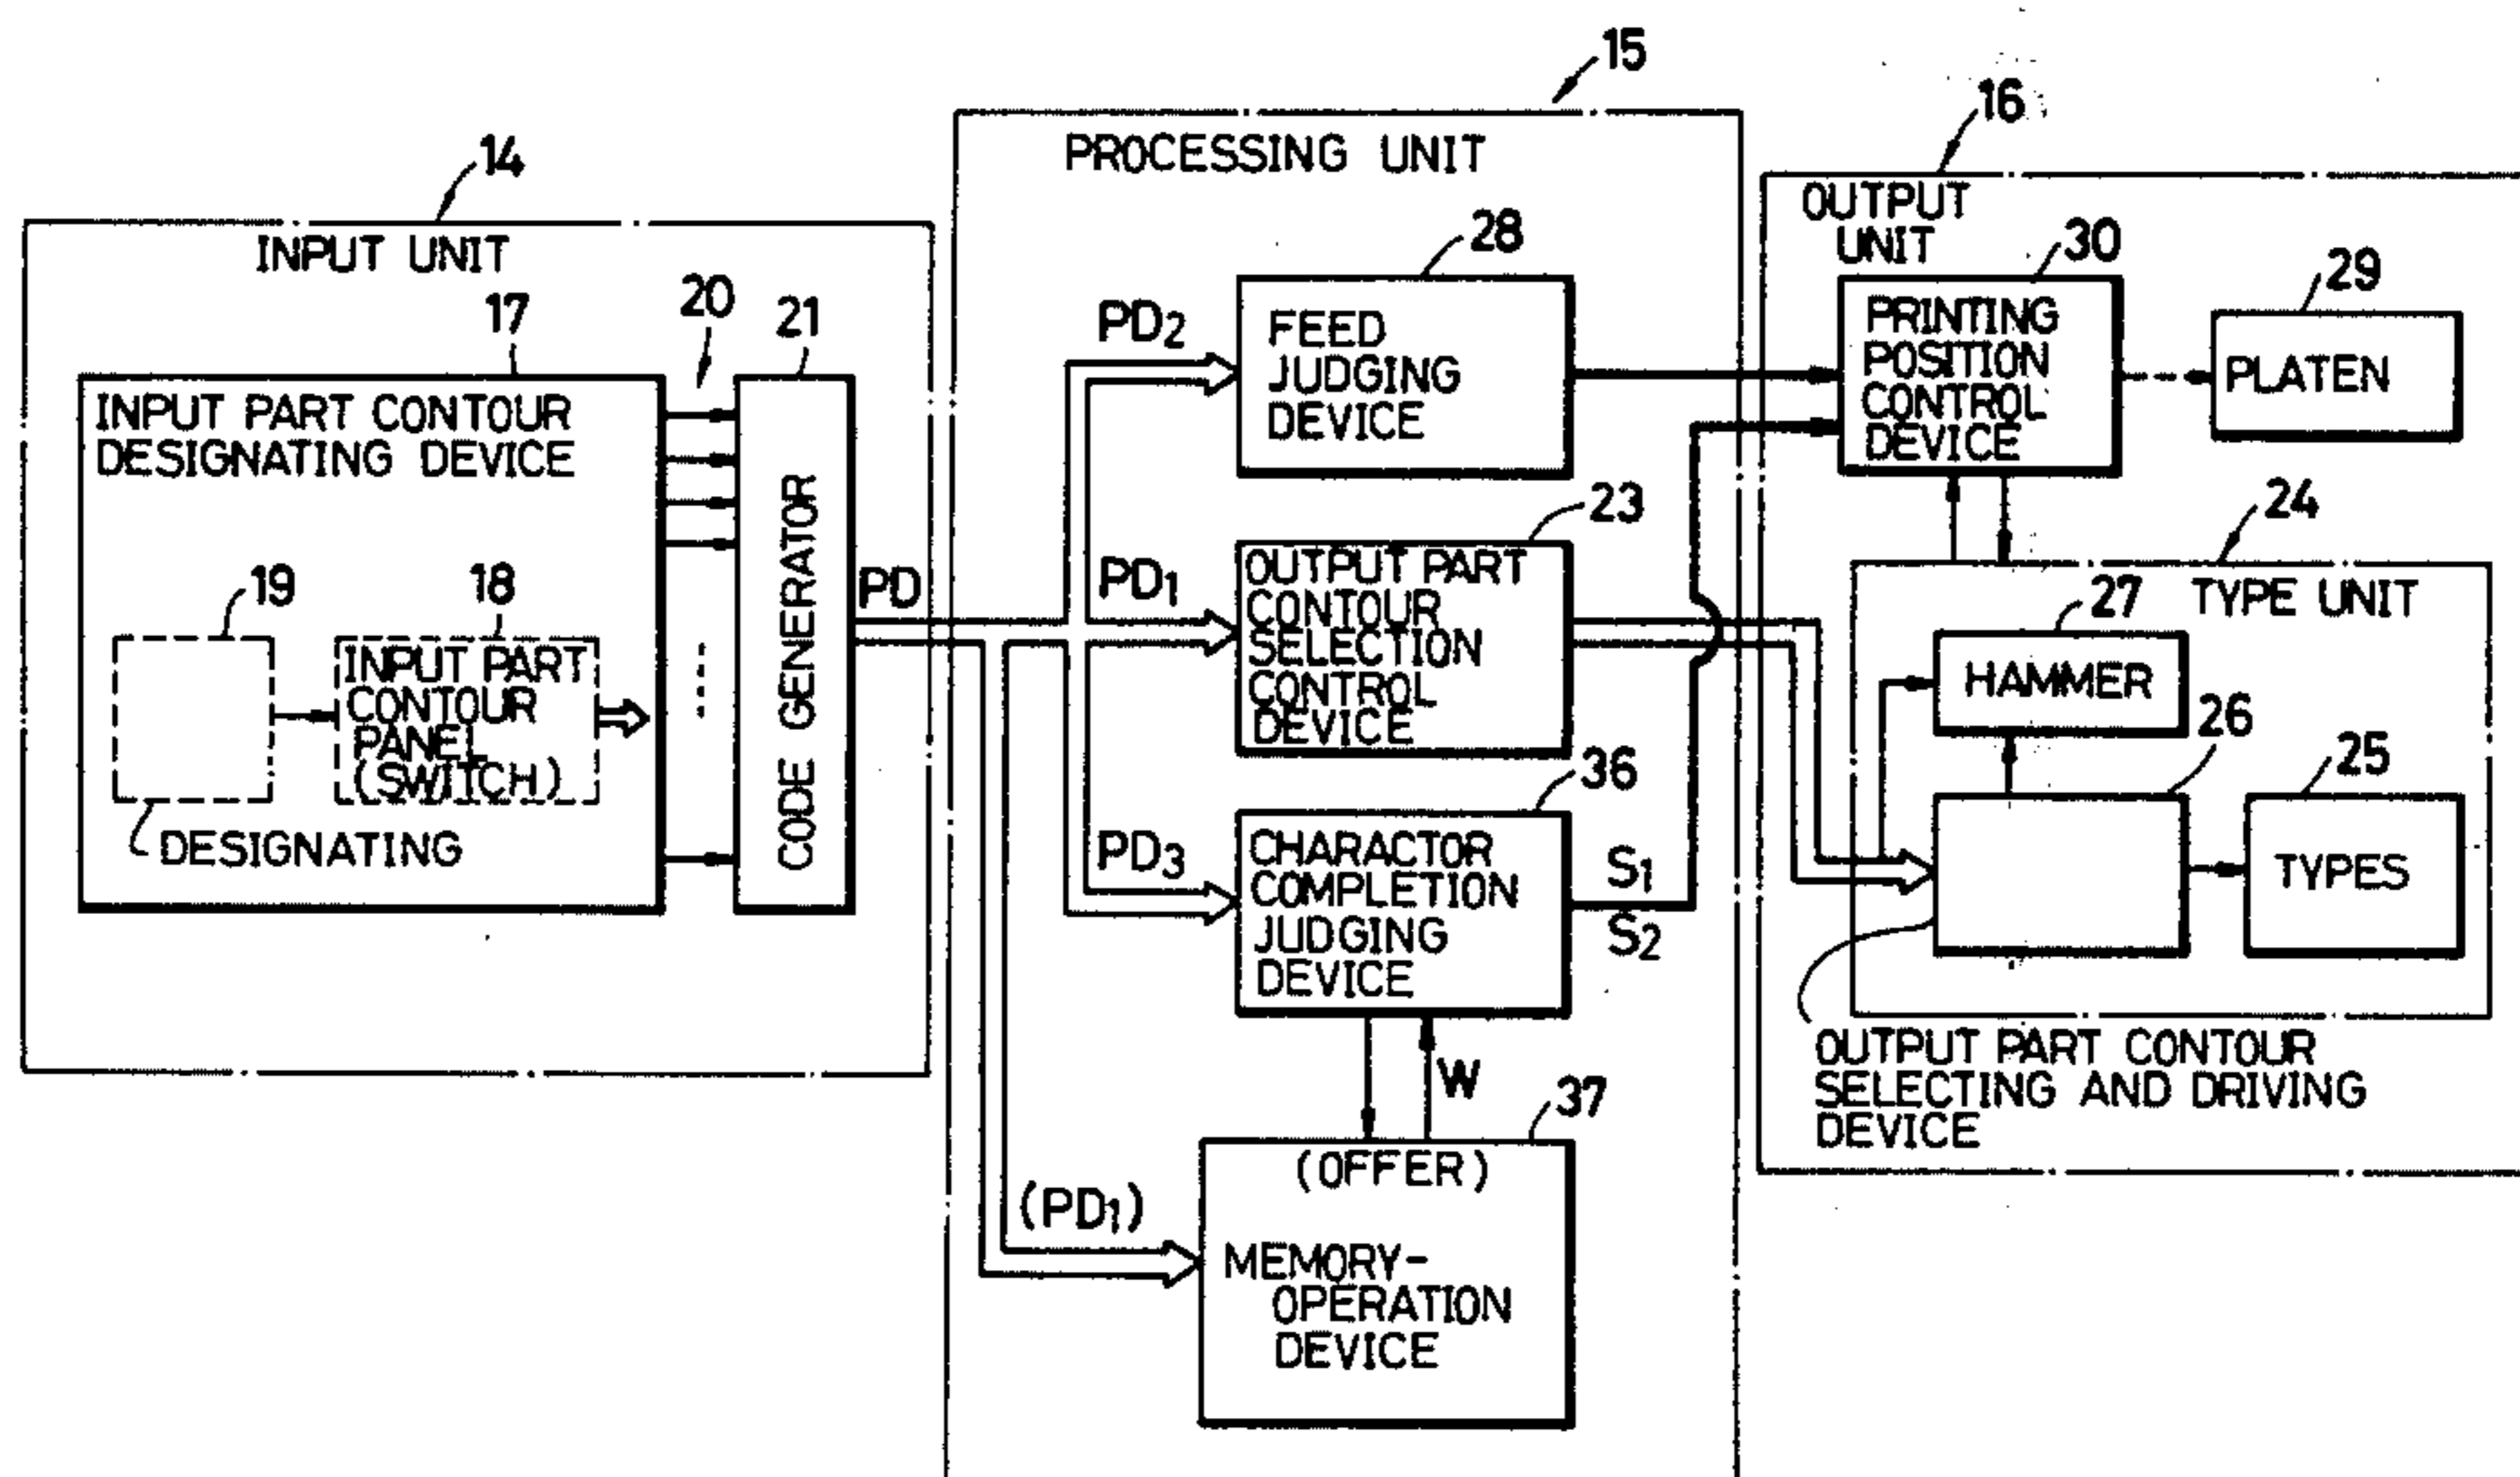 14
INPUT UNIT
17
20
21
INPUT PART CONTOUR
DESIGNATING DEVICE
19
18
INPUT PART
CONTOUR
PANEL
(SWITCH)
DESIGNATING
CODE GENERATOR
PD
15
PROCESSING UNIT
28
PD2
FEED
JUDGING
DEVICE
23
PD1
OUTPUT PART
CONTOUR
SELECTION
CONTROL
DEVICE
36
PD3
CHARACTOR
COMPLETION
JUDGING
DEVICE
S1
S2
W
37
(PD1)
(OFFER)
MEMORY-
OPERATION
DEVICE
16
OUTPUT
UNIT
30
29
PRINTING
POSITION
CONTROL
DEVICE
PLATEN
24
TYPE UNIT
27
HAMMER
26
25
TYPES
OUTPUT PART CONTOUR
SELECTING AND DRIVING
DEVICE